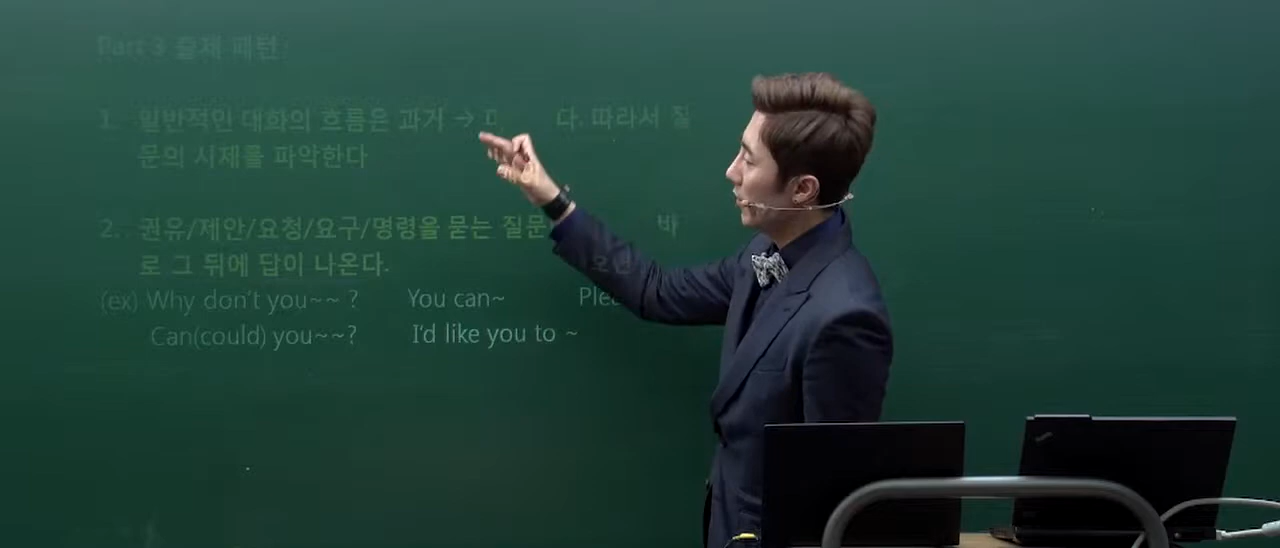 Part 3 출제 패턴:
1. 일반적인 대화의 흐름은 과거 → 다. 따라서 질
문의 시제를 파악한다
2. 권유/제안/요청/요구/명령을 묻는 질문 바
로 그 뒤에 답이 나온다.
(ex) Why don't you~~ ? You can~
Can(could) you~~? I'd like you to ~